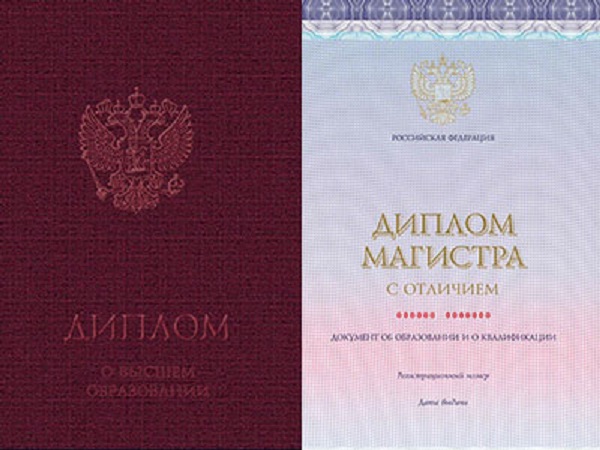 ДИПЛОМ
О ВЫСШЕМ
ОБРАЗОВАНИИ
РОССИЙСКАЯ ФЕДЕРАЦИЯ
ДИПЛОМ
МАГИСТРА
С ОТЛИЧИЕМ
ДОКУМЕНТ ОБ ОБРАЗОВАНИИ И О КВАЛИФИКАЦИИ
Регистрационный номер
Дата выдачи